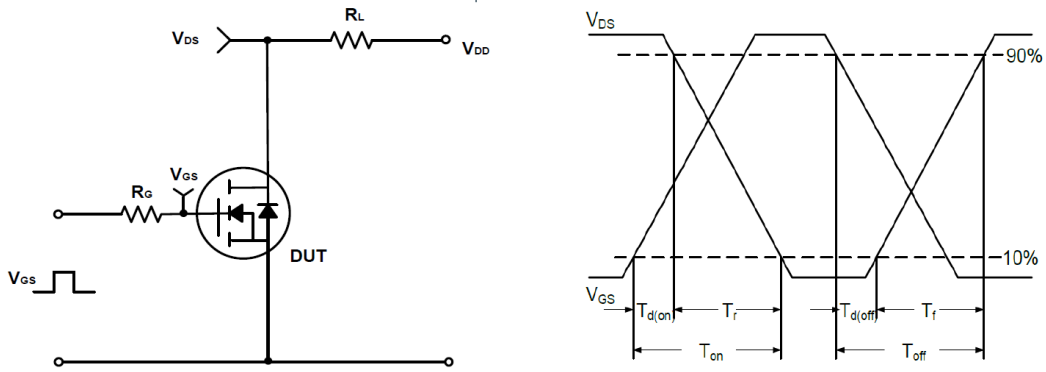 RL
VDS
VDD
VGS
RG
DUT
VGS
VDS
90%
10%
VGS
Td(on)
Tr
Td(off)
Tf
Ton
Toff